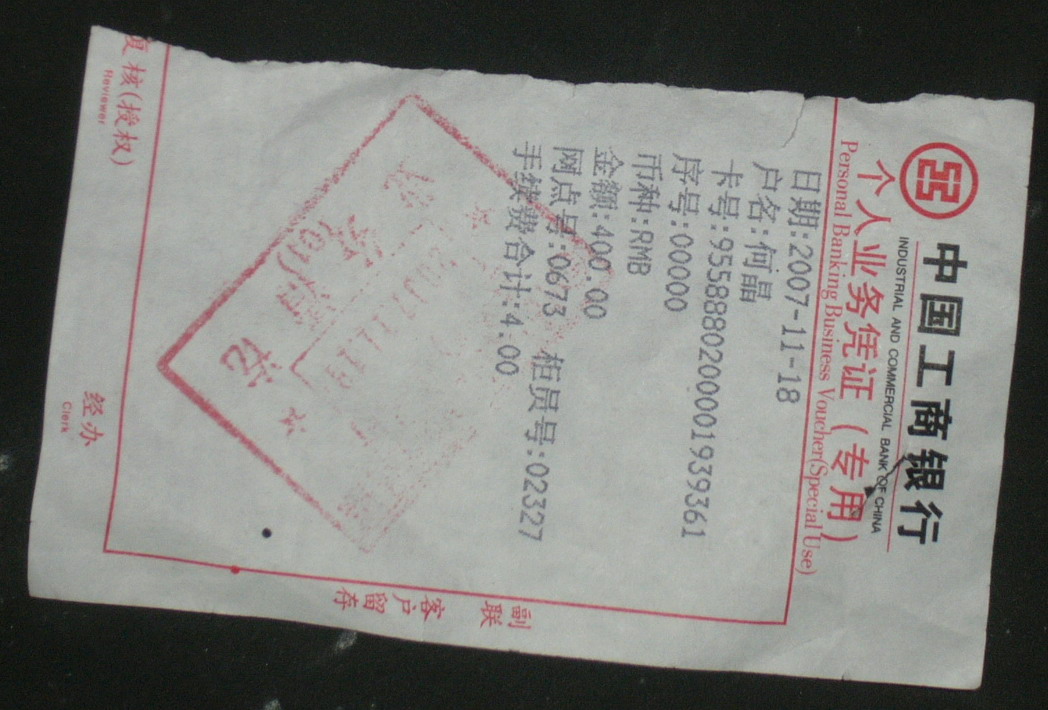 中国工商银行
INDUSTRIAL AND COMMERCIAL BANK OF CHINA
个人业务凭证（专用）
Personal Banking Business Voucher(Special Use)
日期:2007-11-18
户名:何晶
卡号:9558880200001939361
序号:00000
币种:RMB
金额:400.00
网点号:0673 柜员号:02327
手续费合计:4.00
副联
客户留存
复核(授权)
Reviewer
经办
Clerk